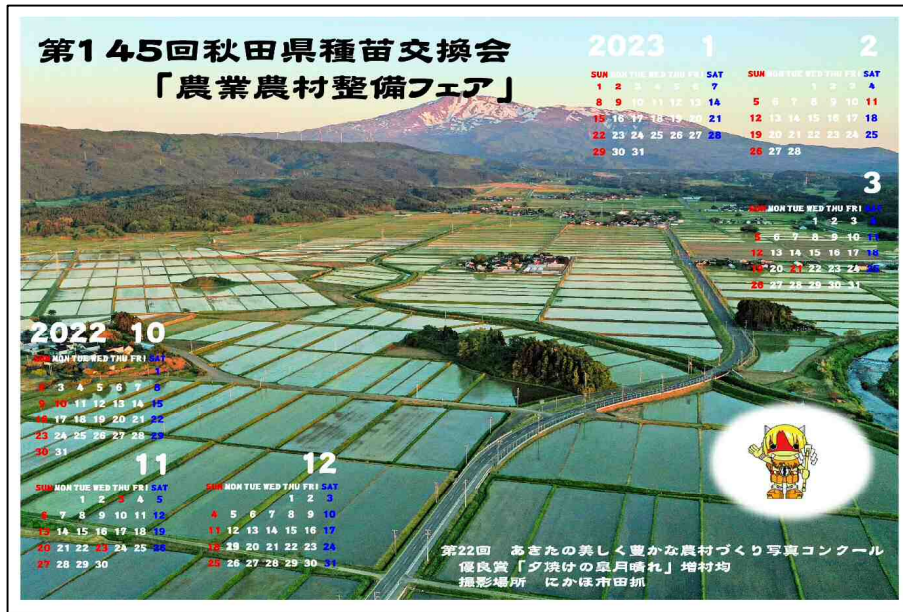 第145回秋田県種苗交換会
「農業農村整備フェア」
2023 1
SUN MON TUE WED THU FRI SAT
1 2 3 4 5 6 7
8 9 10 11 12 13 14
15 16 17 18 19 20 21
22 23 24 25 26 27 28
29 30 31
2
SUN MON TUE WED THU FRI SAT
1 2 3 4
5 6 7 8 9 10 11
12 13 14 15 16 17 18
19 20 21 22 23 24 25
26 27 28
3
SUN MON TUE WED THU FRI SAT
1 2 3 4
5 6 7 8 9 10 11
12 13 14 15 16 17 18
19 20 21 22 23 24 25
26 27 28 29 30 31
2022 10
SUN MON TUE WED THU FRI SAT
1
2 3 4 5 6 7 8
9 10 11 12 13 14 15
16 17 18 19 20 21 22
23 24 25 26 27 28 29
30 31
11
SUN MON TUE WED THU FRI SAT
1 2 3 4 5
6 7 8 9 10 11 12
13 14 15 16 17 18 19
20 21 22 23 24 25 26
27 28 29 30
12
SUN MON TUE WED THU FRI SAT
1 2 3
4 5 6 7 8 9 10
11 12 13 14 15 16 17
18 19 20 21 22 23 24
25 26 27 28 29 30 31
第22回 あきたの美しく豊かな農村づくり写真コンクール
優良賞「夕焼けの皐月晴れ」増村均
撮影場所 にかほ市田抓